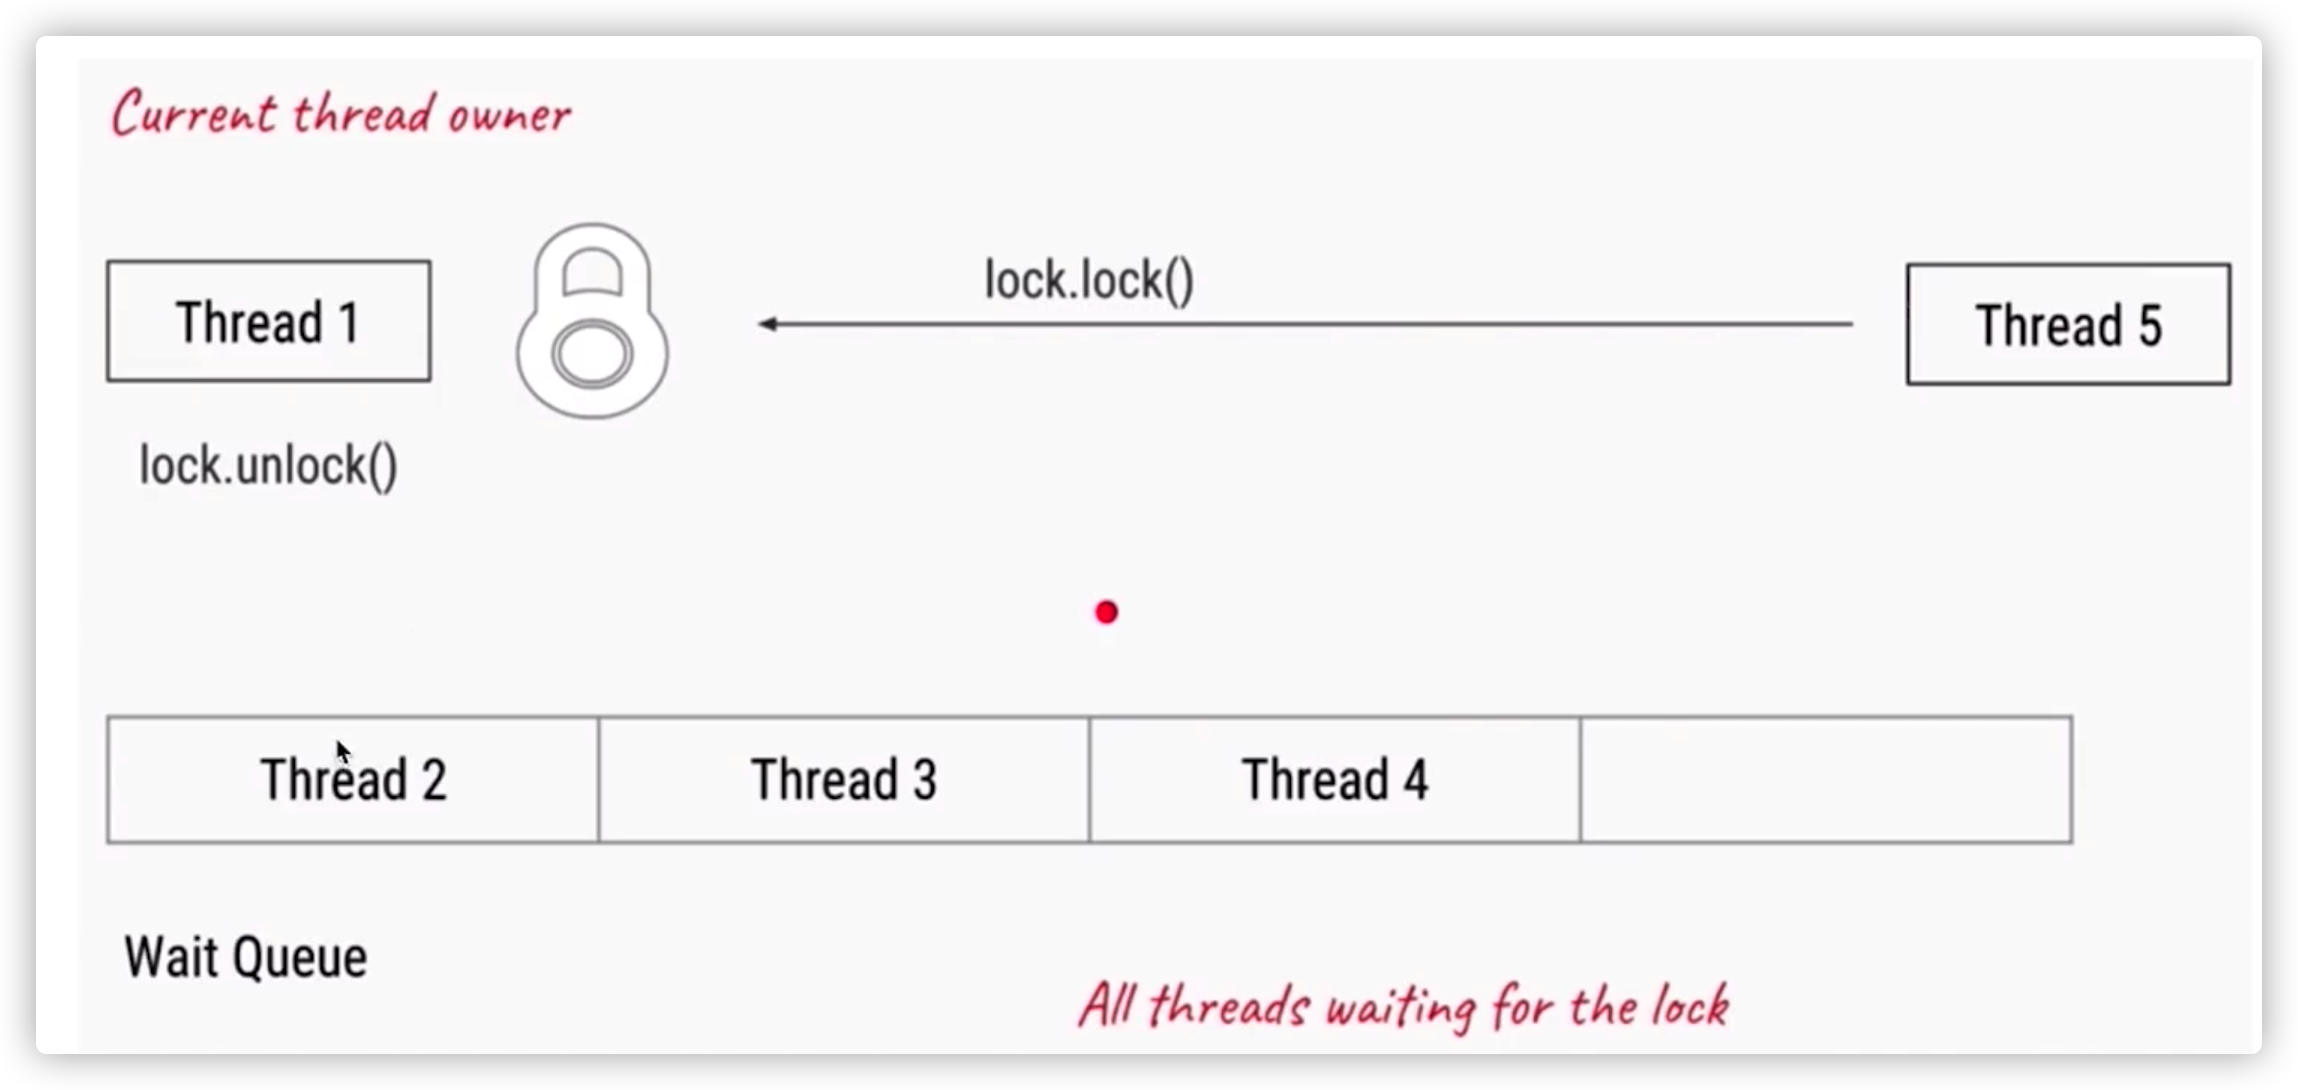 Current thread owner
Thread 1
lock.lock()
Thread 5
lock.unlock()
Thread 2
Thread 3
Thread 4
Wait Queue
All threads waiting for the lock